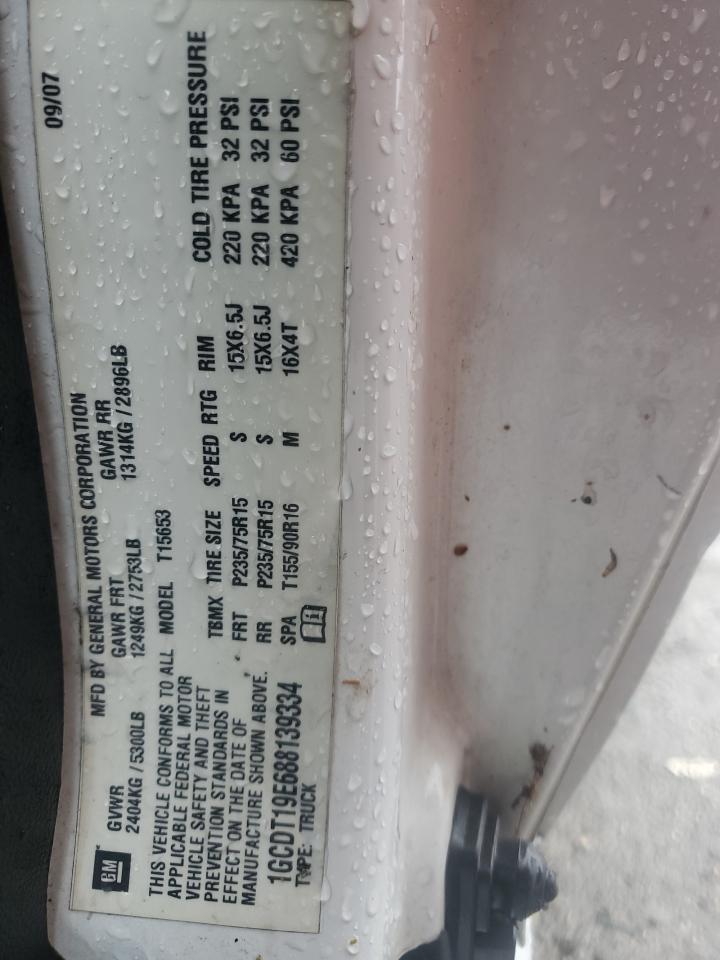 GM
MFD BY GENERAL MOTORS CORPORATION 09/07
GVWR GAWR FRT GAWR RR
2404KG / 5300LB 1249KG / 2753LB 1314KG / 2896LB
THIS VEHICLE CONFORMS TO ALL MODEL T15653
APPLICABLE FEDERAL MOTOR
VEHICLE SAFETY AND THEFT
PREVENTION STANDARDS IN
EFFECT ON THE DATE OF
MANUFACTURE SHOWN ABOVE.
TBMX TIRE SIZE SPEED RTG RIM COLD TIRE PRESSURE
FRT P235/75R15 S 15X6.5J 220 KPA 32 PSI
RR P235/75R15 S 15X6.5J 220 KPA 32 PSI
SPA T155/90R16 M 16X4T 420 KPA 60 PSI
1GCDT19E688139334
TYPE: TRUCK